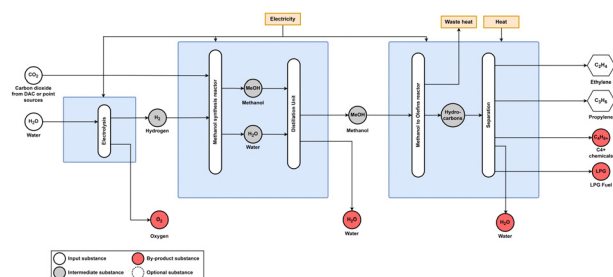 Electricity
Waste heat
Heat
CO₂
Carbon dioxide
from DAC or point
sources
H₂O
Water
Electrolysis
H₂
Hydrogen
O₂
Oxygen
Methanol synthesis reactor
MeOH
Methanol
H₂O
Water
Distillation Unit
MeOH
Methanol
H₂O
Water
Methanol to Olefins reactor
Hydro-
carbons
Separation
C₂H₄
Ethylene
C₃H₆
Propylene
C4+
chemicals
LPG
LPG Fuel
H₂O
Water
Input substance
By-product substance
Intermediate substance
Optional substance